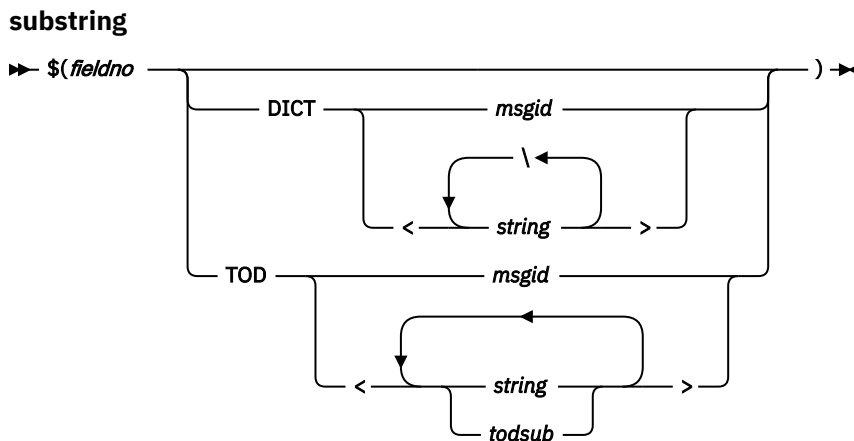 substring
$( fieldno )
DICT msgid
\
< string >
TOD msgid
< string >
todsub